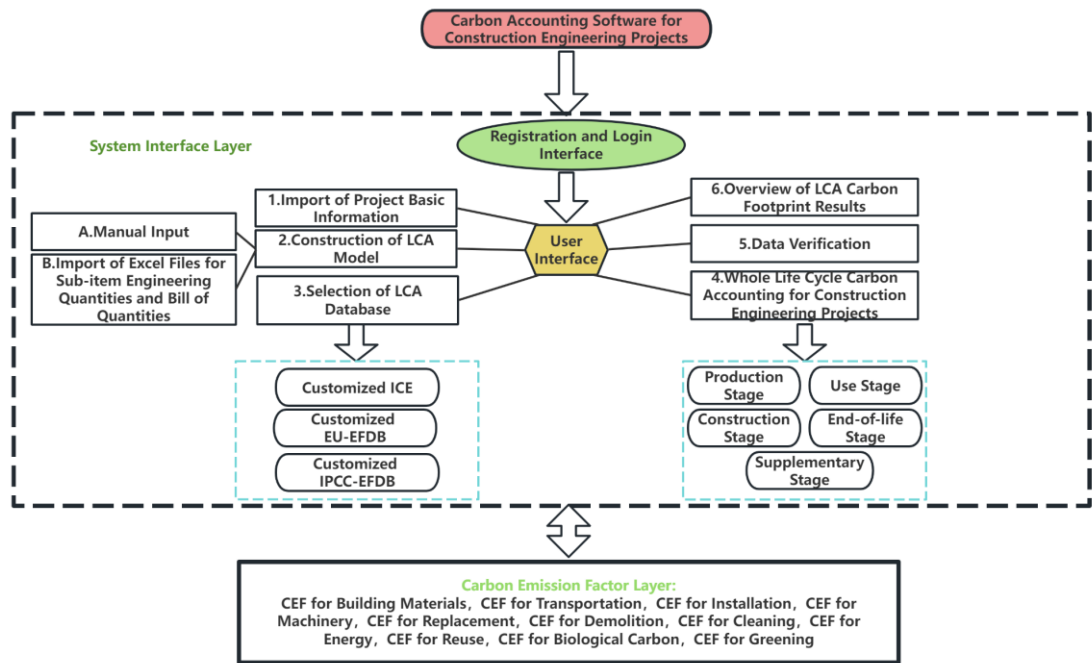 Carbon Accounting Software for
Construction Engineering Projects
System Interface Layer
Registration and Login
Interface
1.Import of Project Basic
Information
6.Overview of LCA Carbon
Footprint Results
A.Manual Input
2.Construction of LCA
Model
User
Interface
5.Data Verification
B.Import of Excel Files for
Sub-item Engineering
Quantities and Bill of
Quantities
3.Selection of LCA
Database
4.Whole Life Cycle Carbon
Accounting for Construction
Engineering Projects
Customized ICE
Customized
EU-EFDB
Customized
IPCC-EFDB
Production
Stage
Use Stage
Construction
Stage
End-of-life
Stage
Supplementary
Stage
Carbon Emission Factor Layer:
CEF for Building Materials, CEF for Transportation, CEF for Installation, CEF for
Machinery, CEF for Replacement, CEF for Demolition, CEF for Cleaning, CEF for
Energy, CEF for Reuse, CEF for Biological Carbon, CEF for Greening